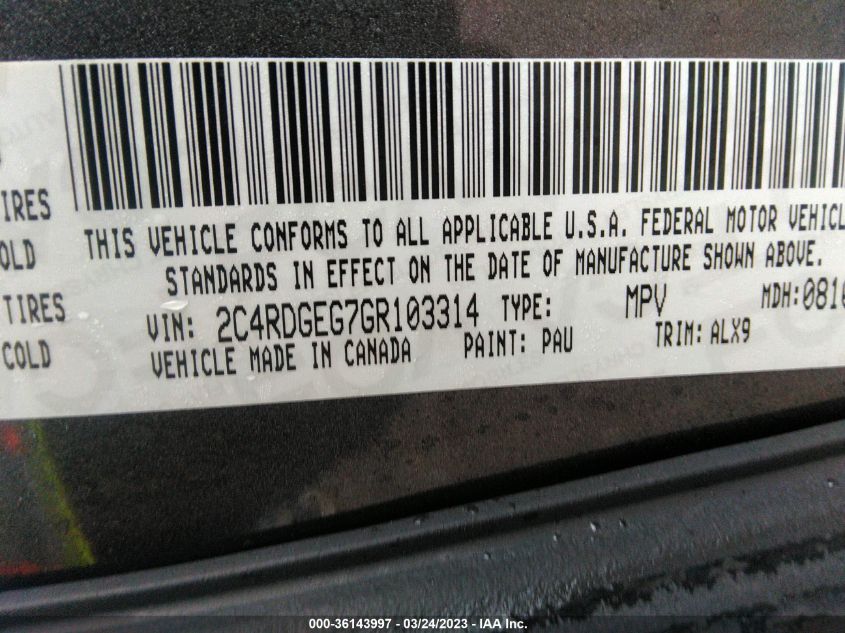 IRES
OLD
TIRES
COLD
THIS VEHICLE CONFORMS TO ALL APPLICABLE U.S.A. FEDERAL MOTOR VEHICL
STANDARDS IN EFFECT ON THE DATE OF MANUFACTURE SHOWN ABOVE.
VIN: 2C4RDGEG7GR103314 TYPE: MPV MDH:0810
VEHICLE MADE IN CANADA PAINT: PAU TRIM: ALX9
000-36143997 - 03/24/2023 - IAA Inc.